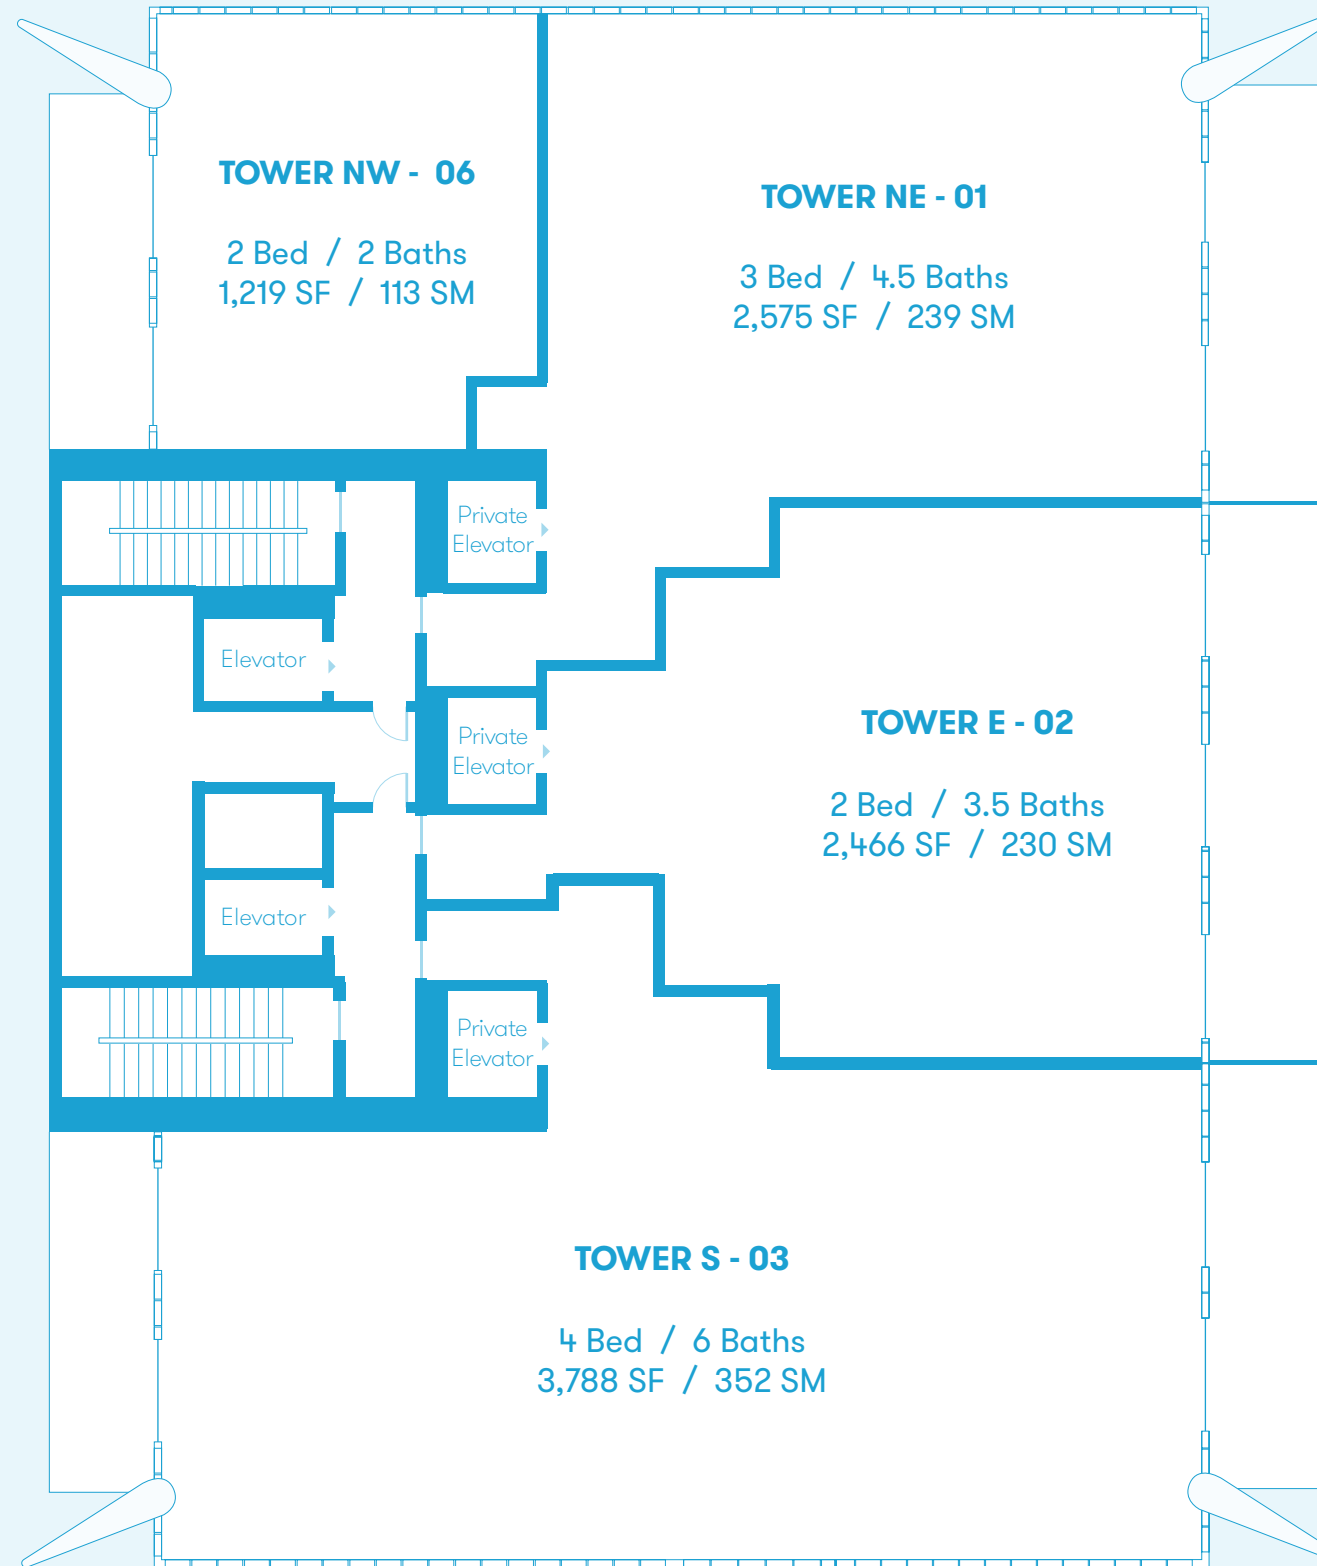 TOWER NW - 06
2 Bed / 2 Baths
1,219 SF / 113 SM
TOWER NE - 01
3 Bed / 4.5 Baths
2,575 SF / 239 SM
Private
Elevator
Elevator
Private
Elevator
TOWER E - 02
2 Bed / 3.5 Baths
2,466 SF / 230 SM
Elevator
Private
Elevator
TOWER S - 03
4 Bed / 6 Baths
3,788 SF / 352 SM